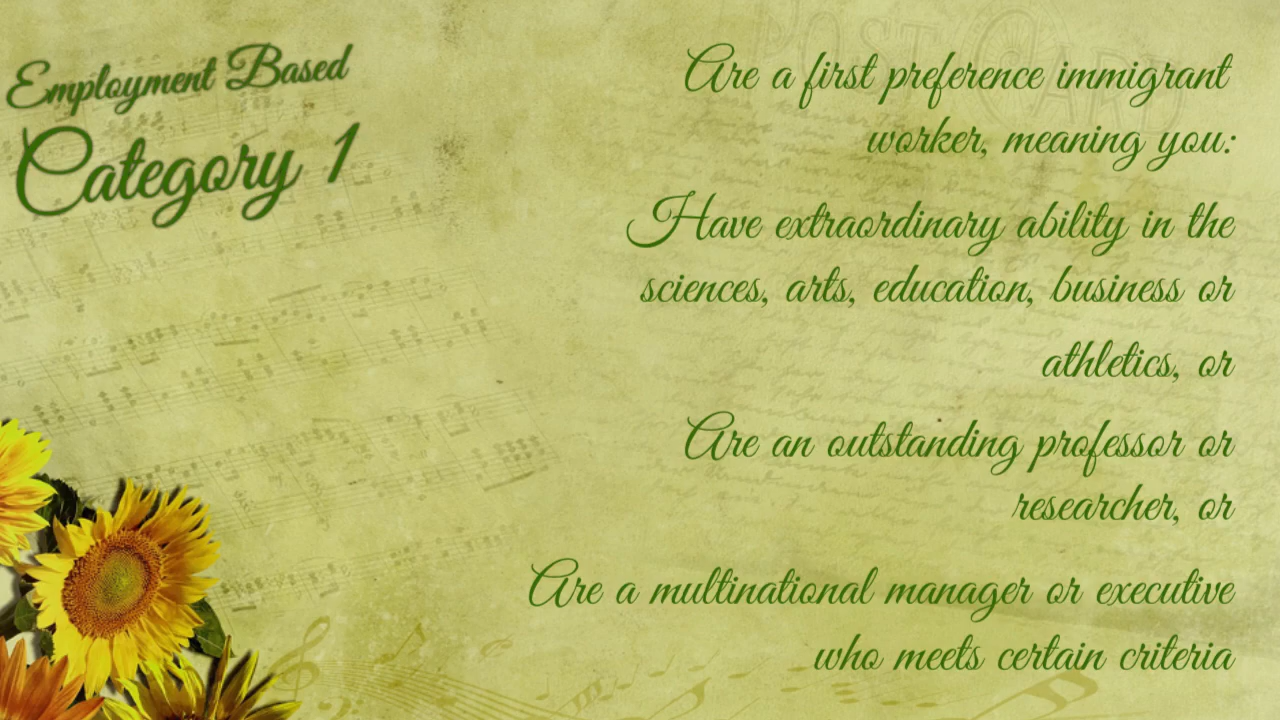 Employment Based
Category 1
POST CARD
Are a first preference immigrant
worker, meaning you:
Have extraordinary ability in the
sciences, arts, education, business or
athletics, or
Are an outstanding professor or
researcher, or
Are a multinational manager or executive
who meets certain criteria